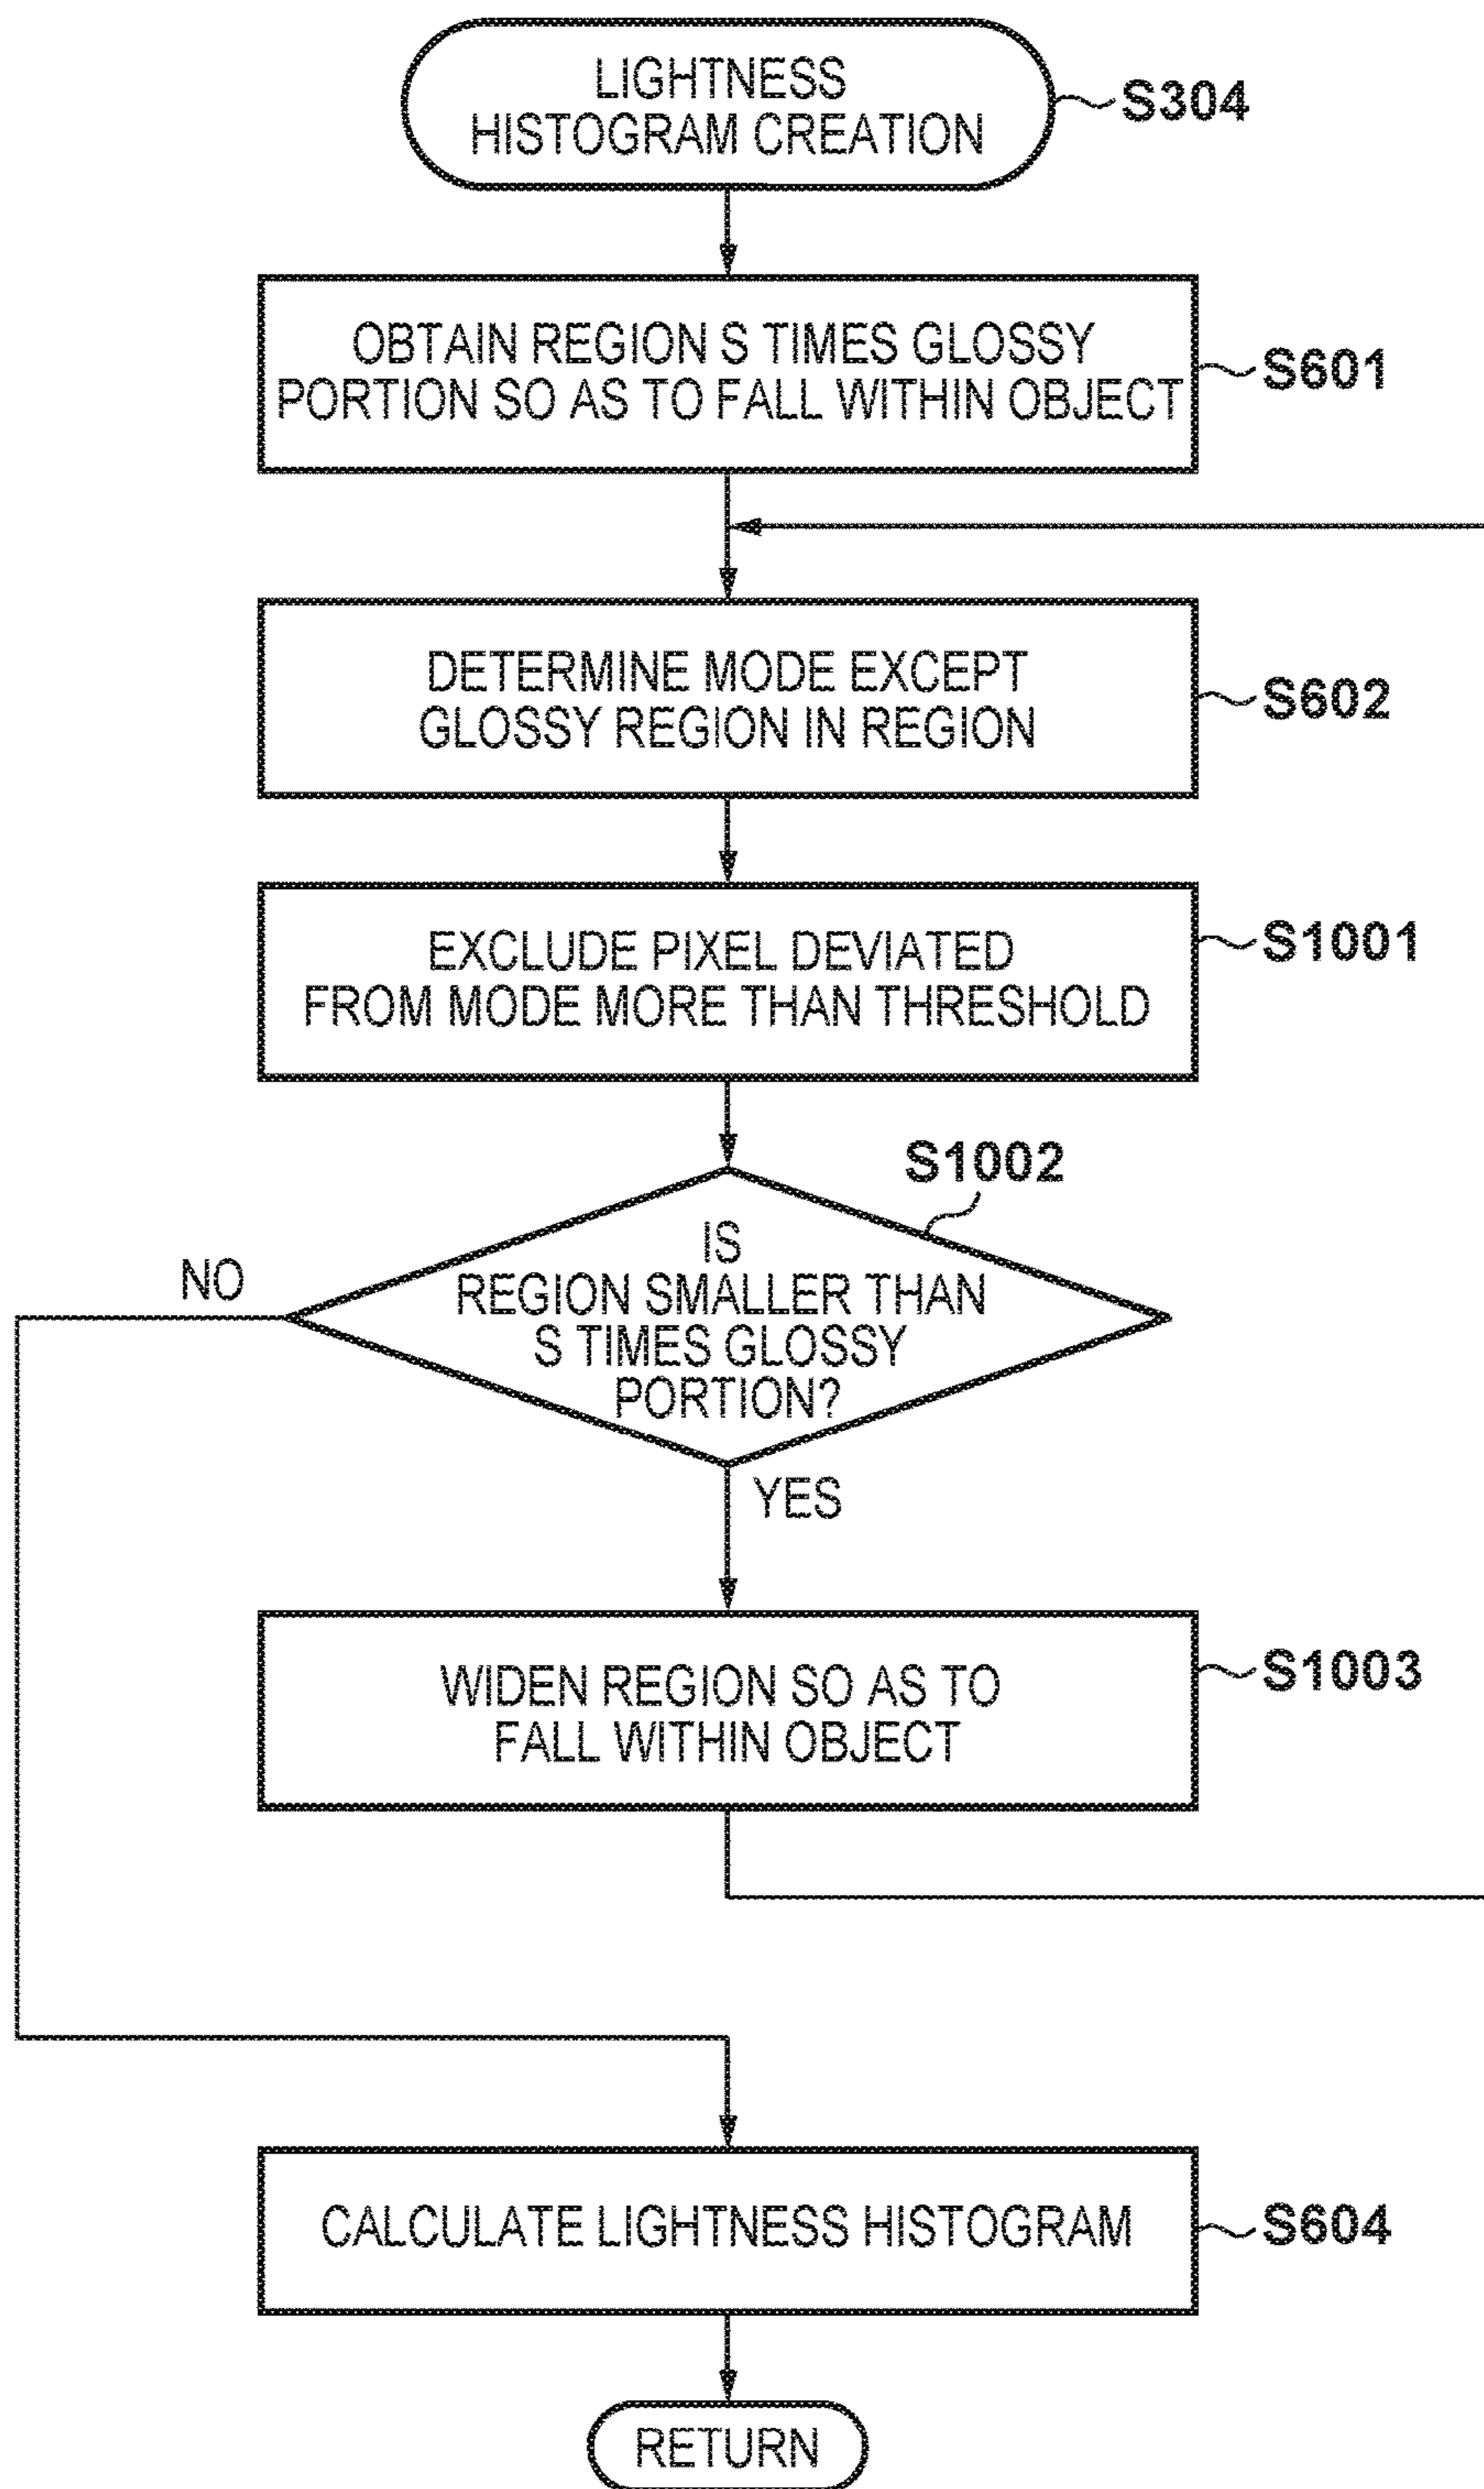 LIGHTNESS
HISTOGRAM CREATION
S304
OBTAIN REGION S TIMES GLOSSY
PORTION SO AS TO FALL WITHIN OBJECT
S601
DETERMINE MODE EXCEPT
GLOSSY REGION IN REGION
S602
EXCLUDE PIXEL DEVIATED
FROM MODE MORE THAN THRESHOLD
S1001
S1002
IS
REGION SMALLER THAN
S TIMES GLOSSY
PORTION?
NO
YES
WIDEN REGION SO AS TO
FALL WITHIN OBJECT
S1003
CALCULATE LIGHTNESS HISTOGRAM
S604
RETURN